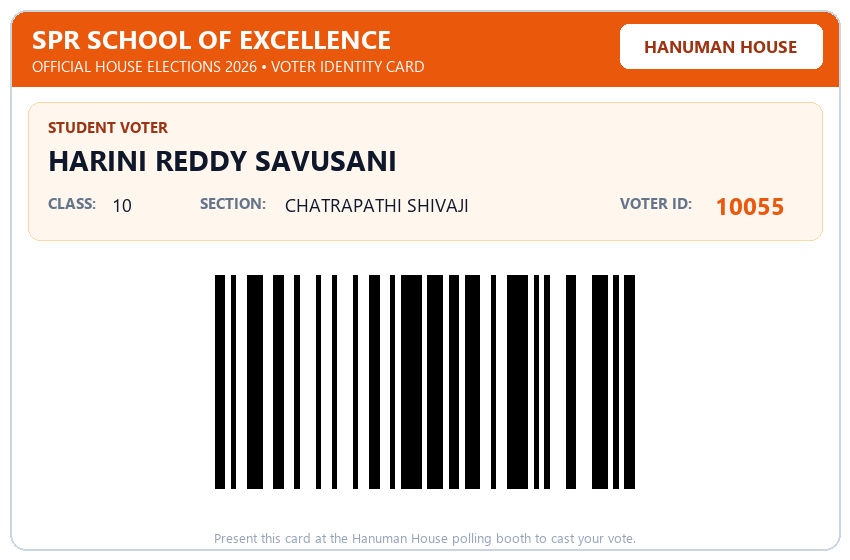 SPR SCHOOL OF EXCELLENCE
OFFICIAL HOUSE ELECTIONS 2026 • VOTER IDENTITY CARD
HANUMAN HOUSE
STUDENT VOTER
HARINI REDDY SAVUSANI
CLASS: 10 SECTION: CHATRAPATHI SHIVAJI VOTER ID: 10055
Present this card at the Hanuman House polling booth to cast your vote.